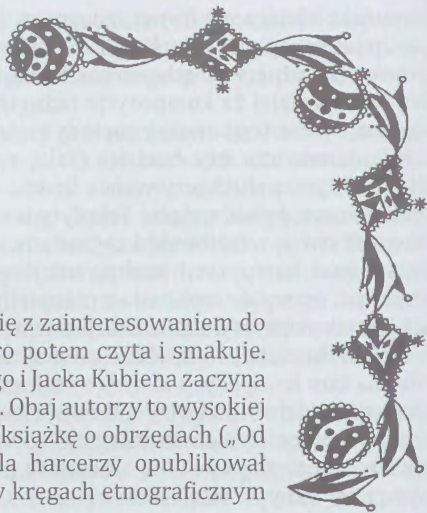 ię z zainteresowaniem do
ro potem czyta i smakuje.
go i Jacka Kubiena zaczyna
. Obaj autorzy to wysokiej
książkę o obrzędach („Od
la harcerzy opublikował
y kręgach etnograficznym